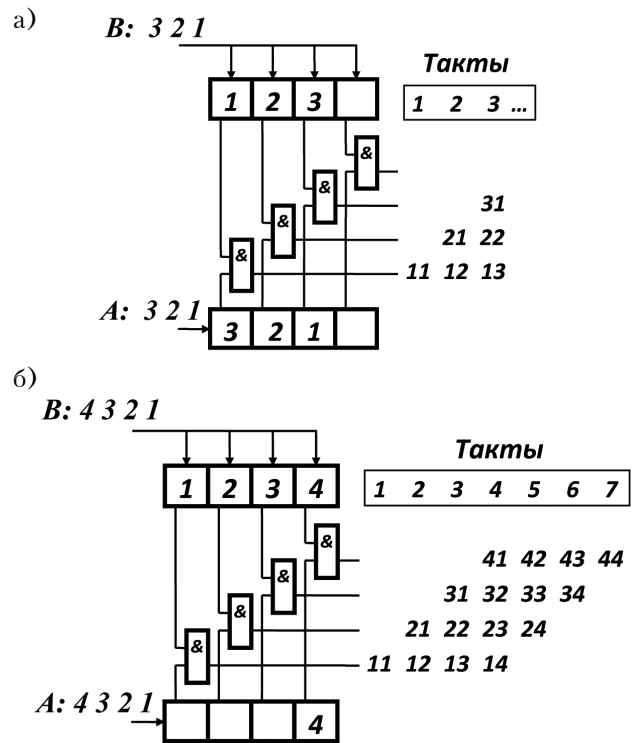 а)
B: 3 2 1
Такты
1 2 3
1 2 3 ...
&
&
31
&
21 22
&
11 12 13
A: 3 2 1
3 2 1
б)
B: 4 3 2 1
Такты
1 2 3 4
1 2 3 4 5 6 7
&
41 42 43 44
&
31 32 33 34
&
21 22 23 24
&
11 12 13 14
A: 4 3 2 1
4